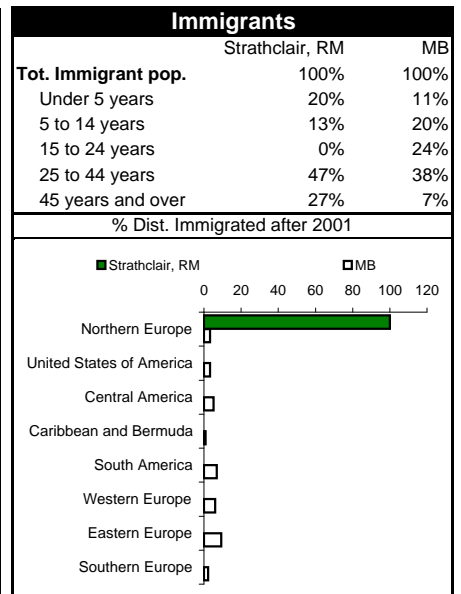 Immigrants
Strathclair, RM MB
Tot. Immigrant pop. 100% 100%
Under 5 years 20% 11%
5 to 14 years 13% 20%
15 to 24 years 0% 24%
25 to 44 years 47% 38%
45 years and over 27% 7%
% Dist. Immigrated after 2001
Strathclair, RM MB
0 20 40 60 80 100 120
Northern Europe
United States of America
Central America
Caribbean and Bermuda
South America
Western Europe
Eastern Europe
Southern Europe